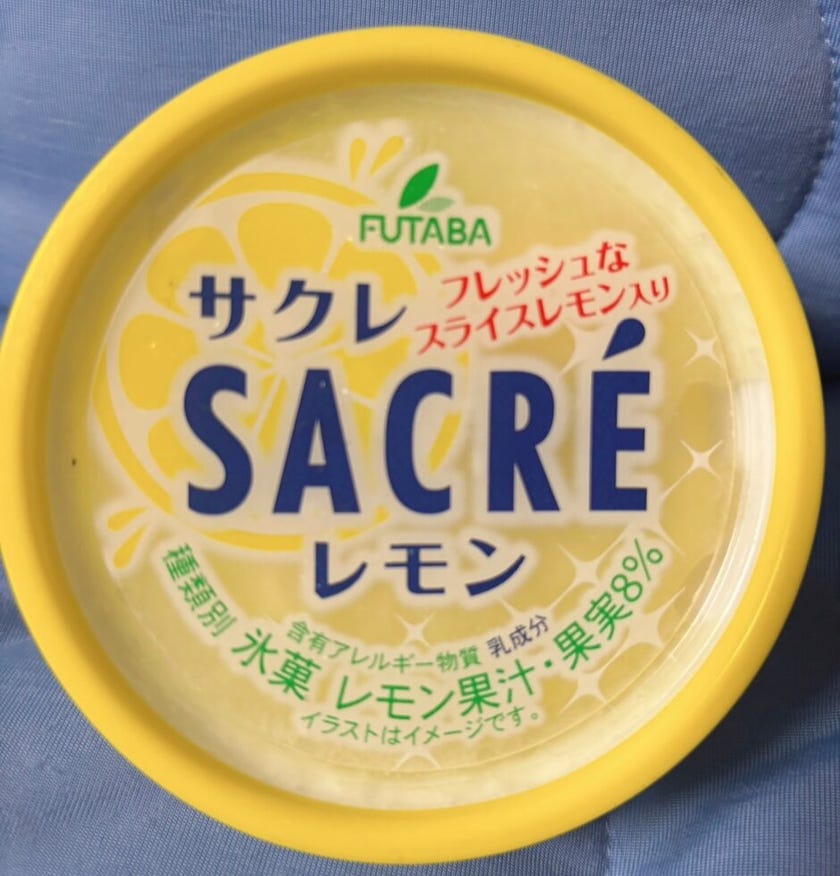 FUTABA
サクレ
フレッシュな
スライスレモン入り
SACRÉ
レモン
種類別 氷菓 レモン果汁・果実8%
含有アレルギー物質 乳成分
イラストはイメージです。